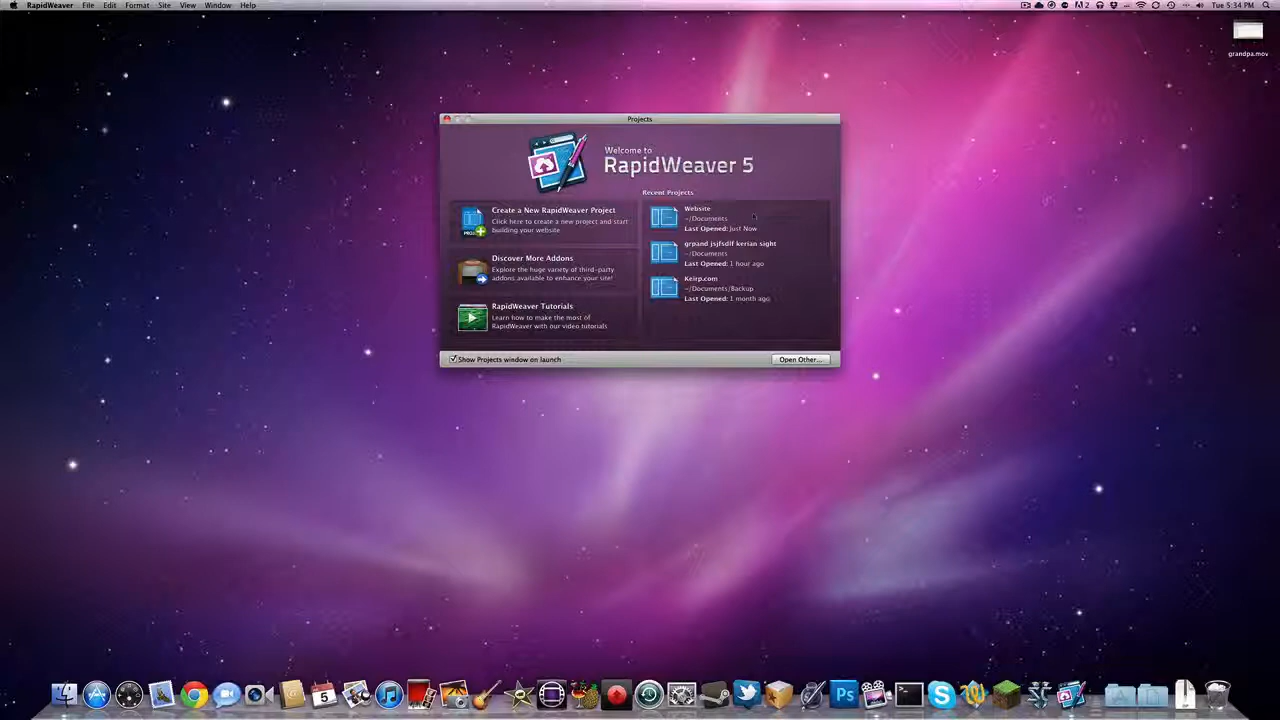 RapidWeaver File Edit Format Site View Window Help
Tue 5:34 PM
grandpa.mov
Projects
Welcome to
RapidWeaver 5
Recent Projects
Create a New RapidWeaver Project
Click here to create a new project and start
building your website
Discover More Addons
Explore the huge variety of third-party
addons available to enhance your site!
RapidWeaver Tutorials
Learn how to make the most of
RapidWeaver with our video tutorials
Website
~/Documents
Last Opened: Just Now
grpand jsjfsdlf kerian sight
~/Documents
Last Opened: 1 hour ago
Keirp.com
~/Documents/Backup
Last Opened: 1 month ago
Show Projects window on launch
Open Other...
5
Ps